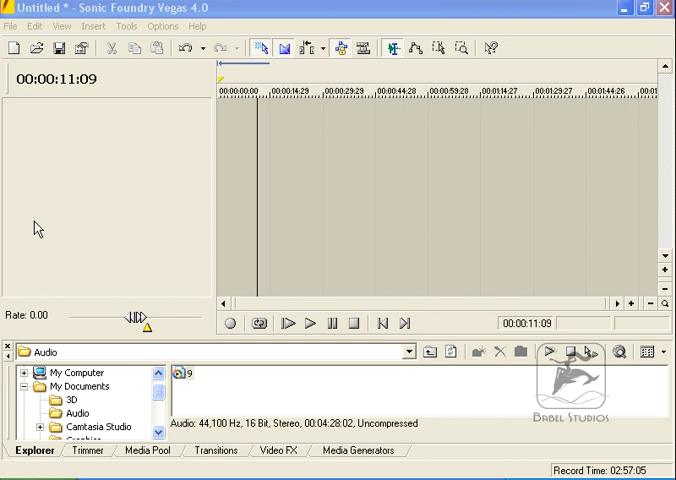 Untitled * - Sonic Foundry Vegas 4.0
File Edit View Insert Tools Options Help
00:00:11:09
00:00:00:00 00:00:14:29 00:00:29:29 00:00:44:28 00:00:59:28 00:01:14:27 00:01:29:27 00:01:44:26 00:01
Rate: 0.00
00:00:11:09
Audio
My Computer
My Documents
3D
Audio
Camtasia Studio
9
Audio: 44,100 Hz, 16 Bit, Stereo, 00:04:28:02, Uncompressed
BABEL STUDIOS
Explorer Trimmer Media Pool Transitions Video FX Media Generators
Record Time: 02:57:05